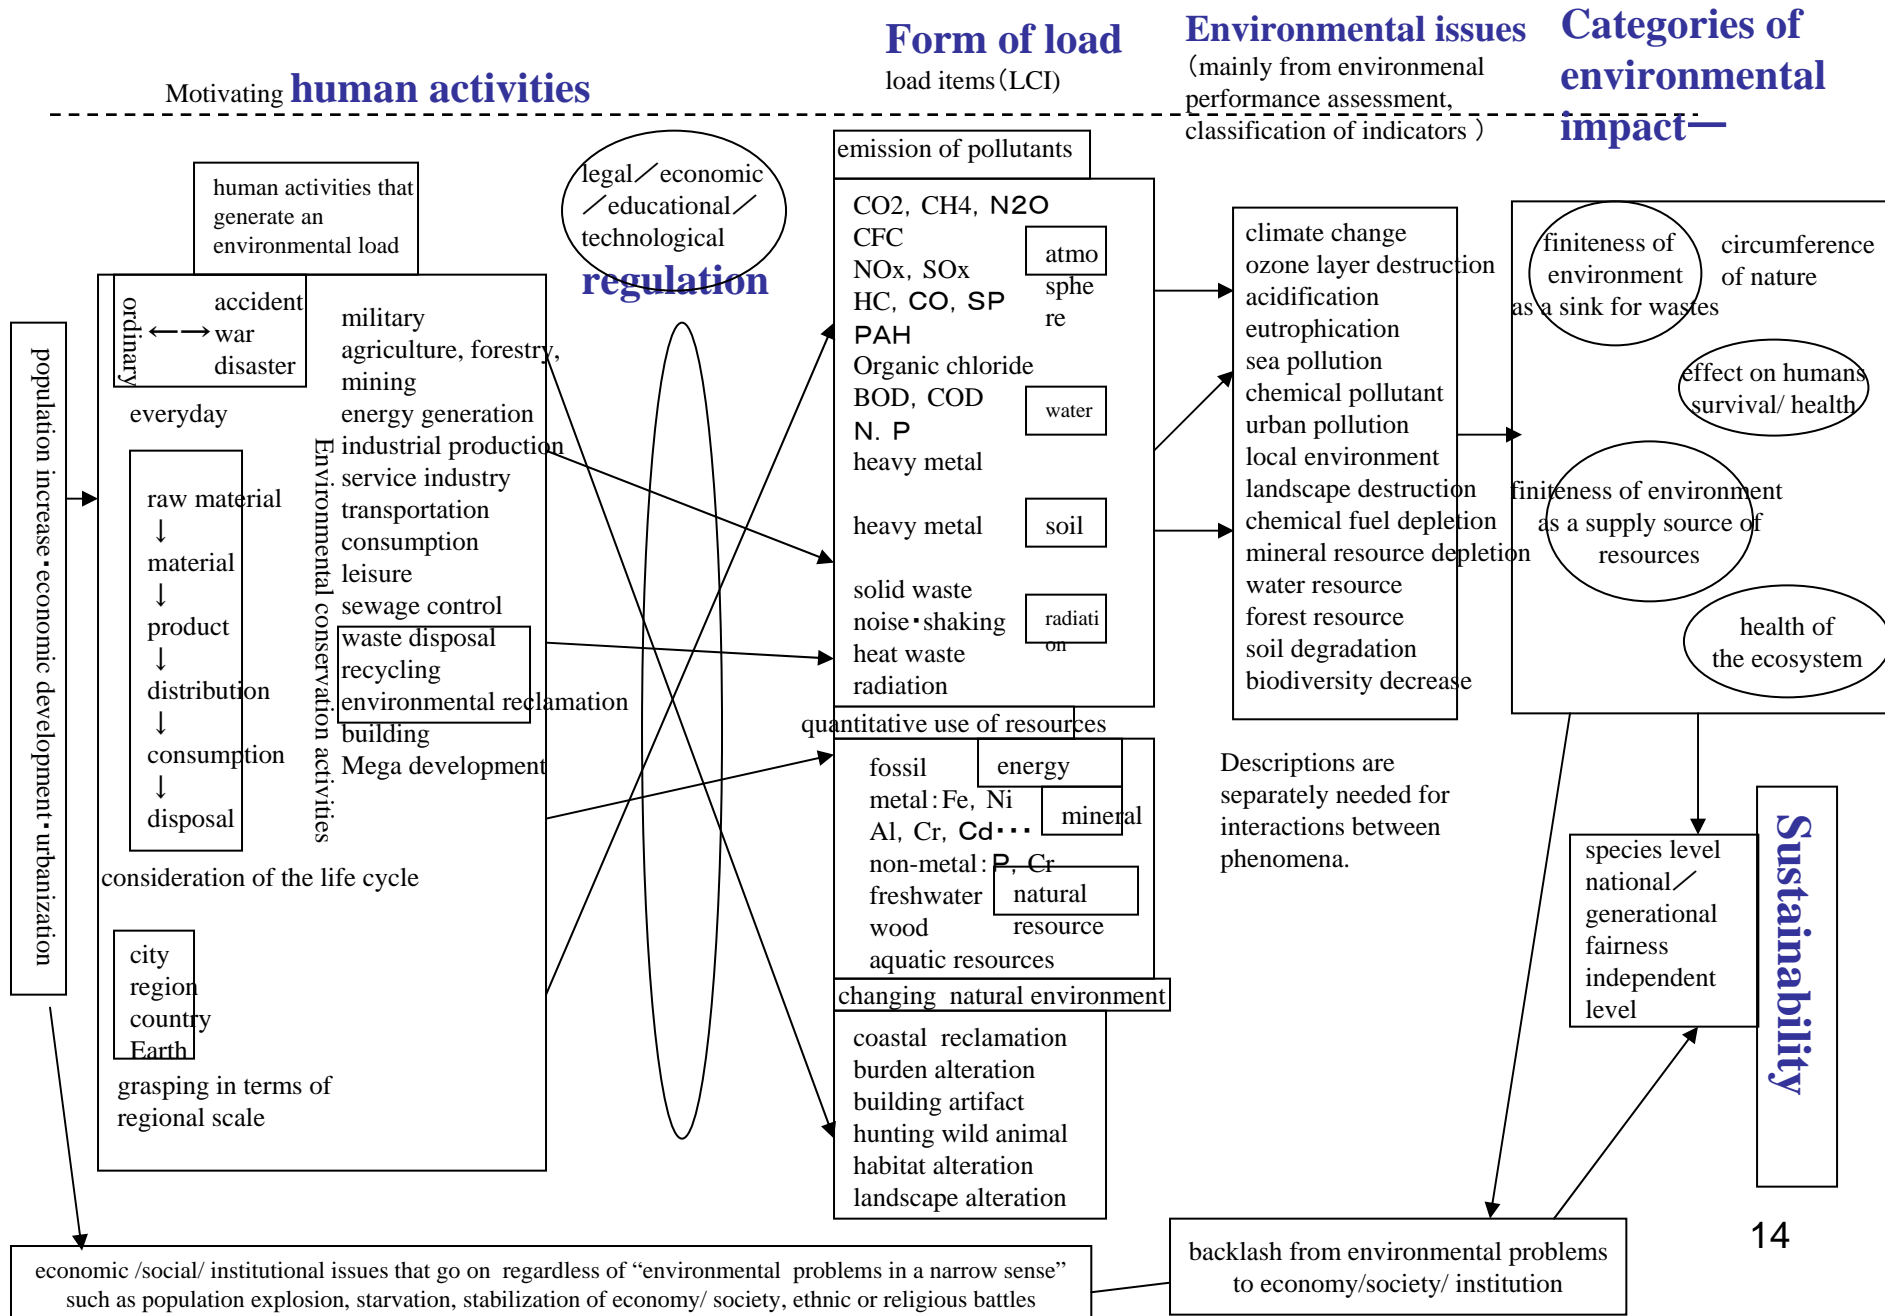 Motivating human activities
Form of load
load items（LCI）
Environmental issues
（mainly from environmenal
performance assessment,
classification of indicators ）
Categories of
environmental
impact―
population increase・economic development・urbanization
human activities that
generate an
environmental load
ordinary
←→
accident
war
disaster
everyday
raw material
↓
material
↓
product
↓
distribution
↓
consumption
↓
disposal
consideration of the life cycle
city
region
country
Earth
grasping in terms of
regional scale
Environmental conservation activities
military
agriculture, forestry,
mining
energy generation
industrial production
service industry
transportation
consumption
leisure
sewage control
waste disposal
recycling
environmental reclamation
building
Mega development
legal／economic
／educational／
technological
regulation
emission of pollutants
CO2, CH4, N2O
CFC
NOx, SOx
HC, CO, SP
PAH
Organic chloride
BOD, COD
N. P
heavy metal
heavy metal
solid waste
noise・shaking
heat waste
radiation
atmo
sphe
re
water
soil
radiati
on
quantitative use of resources
fossil
metal：Fe, Ni
Al, Cr, Cd・・・
non-metal：P, Cr
freshwater
wood
aquatic resources
energy
mineral
natural
resource
changing natural environment
coastal reclamation
burden alteration
building artifact
hunting wild animal
habitat alteration
landscape alteration
climate change
ozone layer destruction
acidification
eutrophication
sea pollution
chemical pollutant
urban pollution
local environment
landscape destruction
chemical fuel depletion
mineral resource depletion
water resource
forest resource
soil degradation
biodiversity decrease
Descriptions are
separately needed for
interactions between
phenomena.
finiteness of
environment
as a sink for wastes
circumference
of nature
effect on humans
survival/ health
finiteness of environment
as a supply source of
resources
health of
the ecosystem
species level
national／
generational
fairness
independent
level
Sustainability
economic /social/ institutional issues that go on regardless of “environmental problems in a narrow sense”
such as population explosion, starvation, stabilization of economy/ society, ethnic or religious battles
backlash from environmental problems
to economy/society/ institution
14